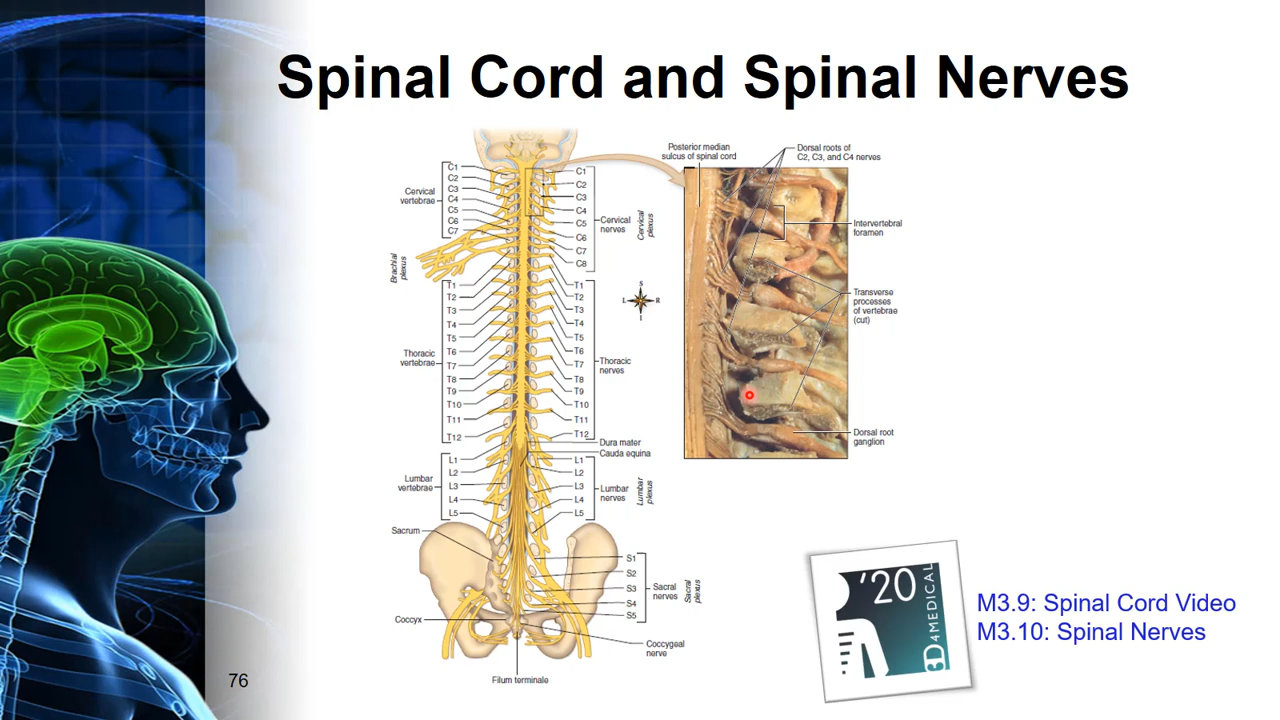 Spinal Cord and Spinal Nerves
Cervical
vertebrae
C1
C2
C3
C4
C5
C6
C7
Brachial
plexus
C1
C2
C3
C4
C5
C6
C7
C8
Cervical
nerves
Cervical
plexus
Thoracic
vertebrae
T1
T2
T3
T4
T5
T6
T7
T8
T9
T10
T11
T12
T1
T2
T3
T4
T5
T6
T7
T8
T9
T10
T11
T12
Thoracic
nerves
S
L
R
I
Dura mater
Cauda equina
Lumbar
vertebrae
L1
L2
L3
L4
L5
L1
L2
L3
L4
L5
Lumbar
nerves
Lumbar
plexus
Sacrum
S1
S2
S3
S4
S5
Sacral
nerves
Sacral
plexus
Coccyx
Coccygeal
nerve
Filum terminale
Posterior median
sulcus of spinal cord
Dorsal roots of
C2, C3, and C4 nerves
Intervertebral
foramen
Transverse
processes
of vertebrae
(cut)
Dorsal root
ganglion
'20
3D4MEDICAL
M3.9: Spinal Cord Video
M3.10: Spinal Nerves
76